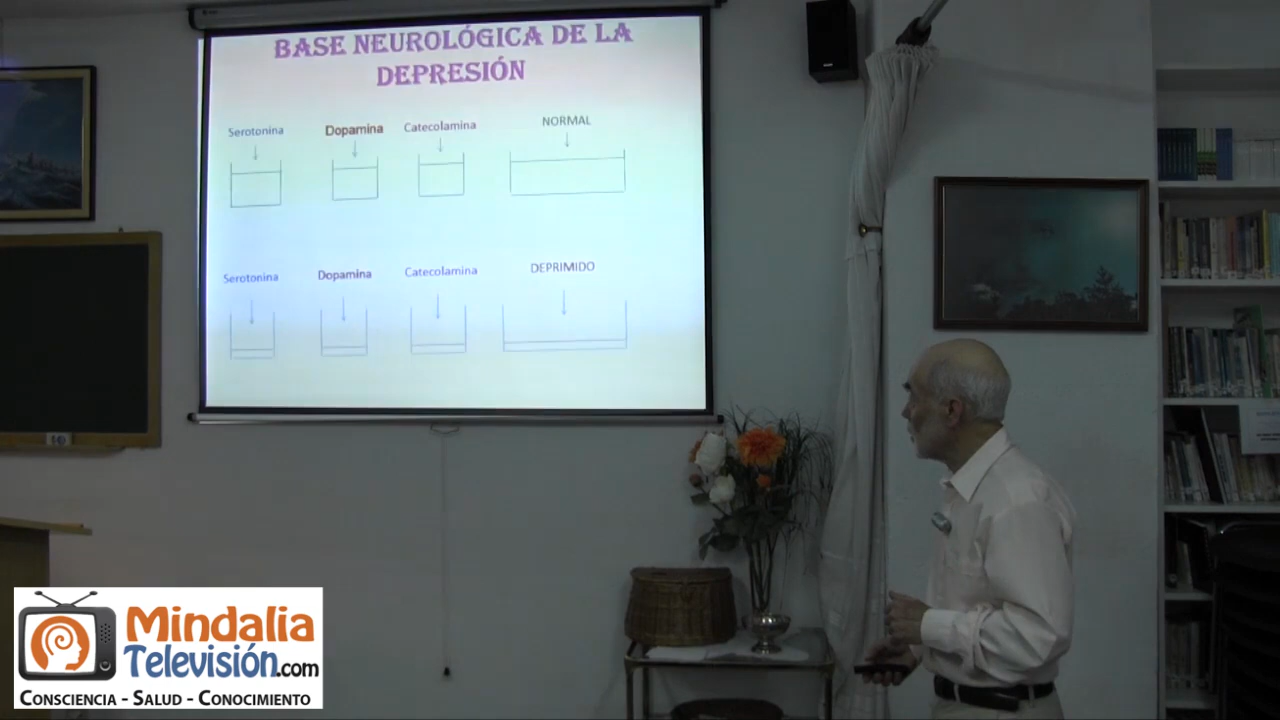 BASE NEUROLÓGICA DE LA
DEPRESIÓN
Serotonina
Dopamina
Catecolamina
NORMAL
Serotonina
Dopamina
Catecolamina
DEPRIMIDO
Mindalia
Televisión.com
CONSCIENCIA - SALUD - CONOCIMIENTO